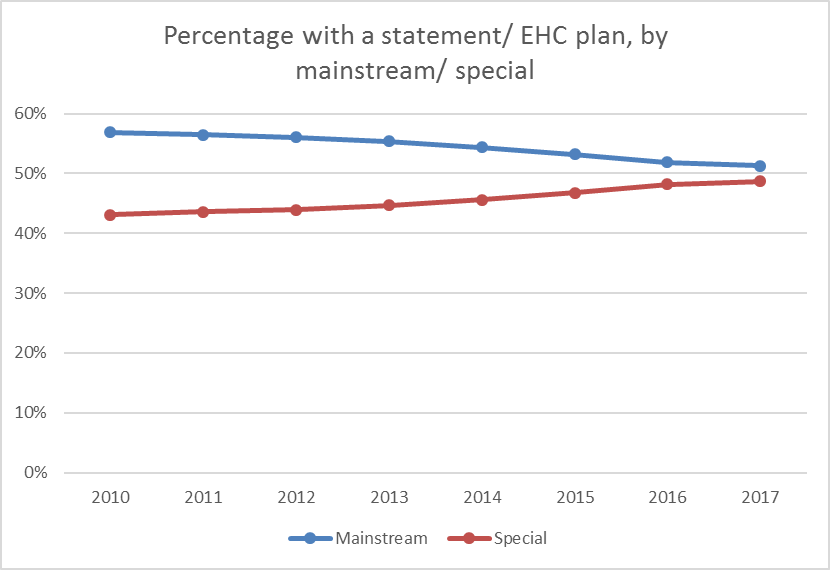 Percentage with a statement/ EHC plan, by
mainstream/ special
60%
50%
40%
30%
20%
10%
0%
2010 2011 2012 2013 2014 2015 2016 2017
Mainstream Special